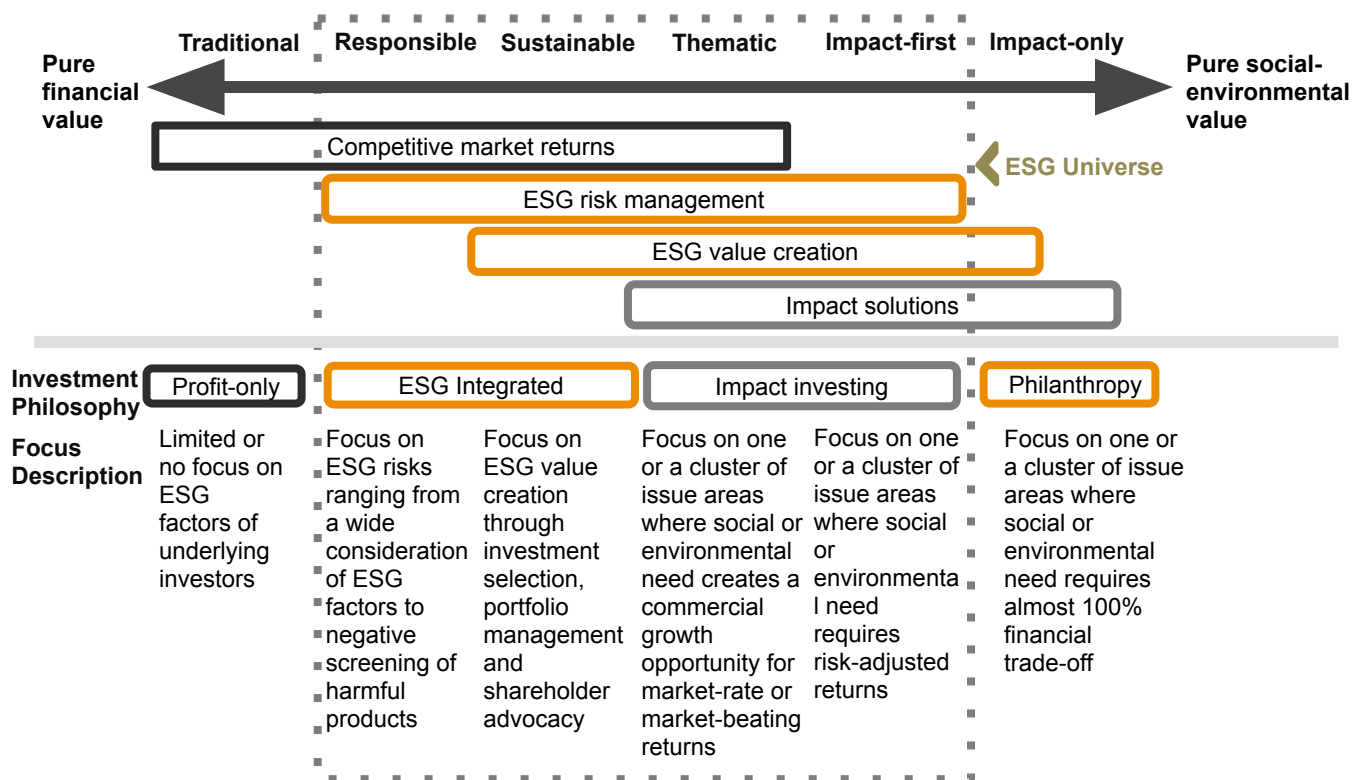 Traditional
Responsible
Sustainable
Thematic
Impact-first
Impact-only
Pure
financial
value
Pure social-
environmental
value
Competitive market returns
ESG Universe
ESG risk management
ESG value creation
Impact solutions
Investment
Philosophy
Profit-only
ESG Integrated
Impact investing
Philanthropy
Focus
Description
Limited or
no focus on
ESG
factors of
underlying
investors
Focus on
ESG risks
ranging from
a wide
consideration
of ESG
factors to
negative
screening of
harmful
products
Focus on
ESG value
creation
through
investment
selection,
portfolio
management
and
shareholder
advocacy
Focus on one
or a cluster of
issue areas
where social or
environmental
need creates a
commercial
growth
opportunity for
market-rate or
market-beating
returns
Focus on one
or a cluster of
issue areas
where social
or
environmenta
l need
requires
risk-adjusted
returns
Focus on one or
a cluster of issue
areas where
social or
environmental
need requires
almost 100%
financial
trade-off